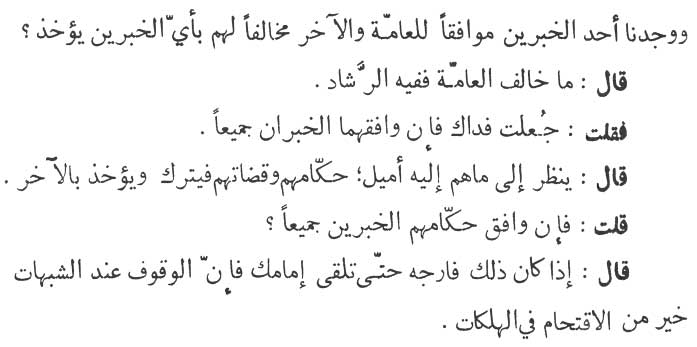 ووجدنا أحد الخبرين موافقاً للعامّة والآخر مخالفاً لهم بأيّ الخبرين يؤخذ ؟
قال : ما خالف العامّة ففيه الرَّشاد .
فقلت : جُعلت فداك فإن وافقهما الخبران جميعاً .
قال : ينظر إلى ماهم إليه أميل؛ حكّامهم وقضاتهم فيترك ويؤخذ بالآخر .
قلت : فإن وافق حكّامهم الخبرين جميعاً ؟
قال : إذا كان ذلك فارجه حتّى تلقى إمامك فإنّ الوقوف عند الشبهات
خير من الاقتحام في الهلكات .